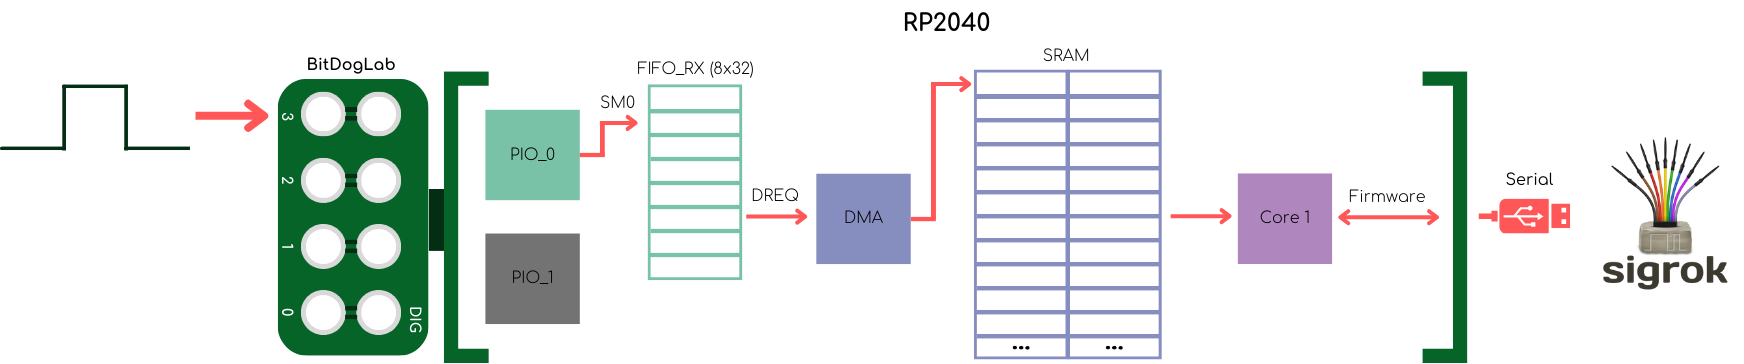 RP2040
BitDogLab
3
2
1
0
DIG
PIO_0
PIO_1
SM0
FIFO_RX (8x32)
DREQ
DMA
SRAM
...
...
Core 1
Firmware
Serial
sigrok